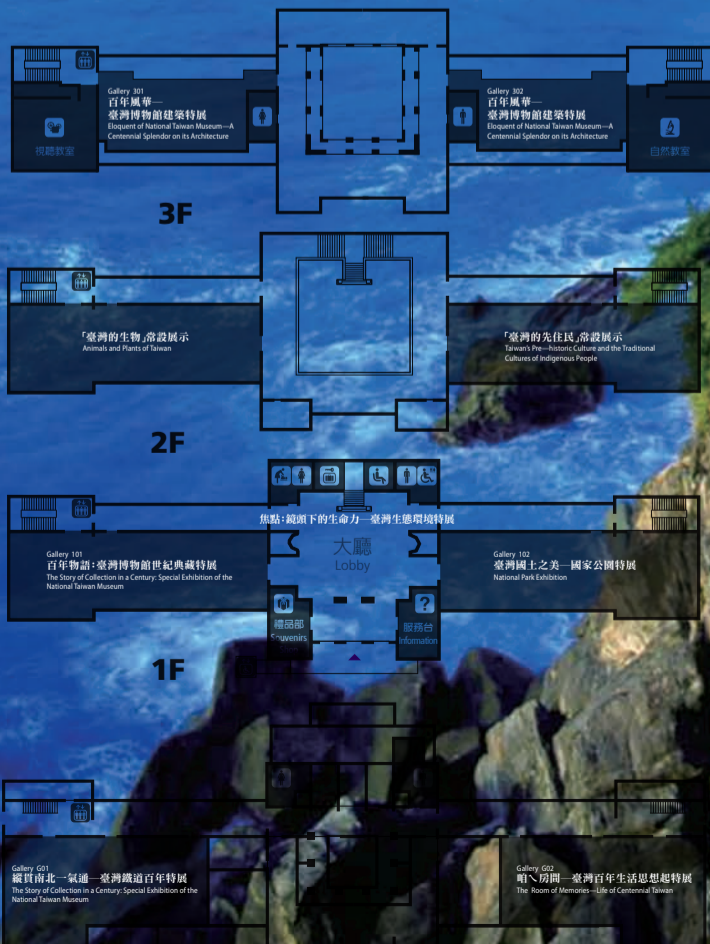 Gallery 301
百年風華—
臺灣博物館建築特展
Eloquent of National Taiwan Museum—A
Centennial Splendor on its Architecture
Gallery 302
百年風華—
臺灣博物館建築特展
Eloquent of National Taiwan Museum—A
Centennial Splendor on its Architecture
視聽教室
自然教室
3F
「臺灣的生物」常設展示
Animals and Plants of Taiwan
「臺灣的先住民」常設展示
Taiwan's Pre—historic Culture and the Traditional
Cultures of Indigenous People
2F
焦點：鏡頭下的生命力—臺灣生態環境特展
大廳
Lobby
Gallery 101
百年物語：臺灣博物館世紀典藏特展
The Story of Collection in a Century: Special Exhibition of the
National Taiwan Museum
Gallery 102
臺灣國土之美—國家公園特展
National Park Exhibition
禮品部
Souvenirs
?
服務台
Information
1F
Gallery G01
縱貫南北一氣通—臺灣鐵道百年特展
The Story of Collection in a Century: Special Exhibition of the
National Taiwan Museum
Gallery G02
咱ㄟ房間—臺灣百年生活思想起特展
The Room of Memories—Life of Centennial Taiwan